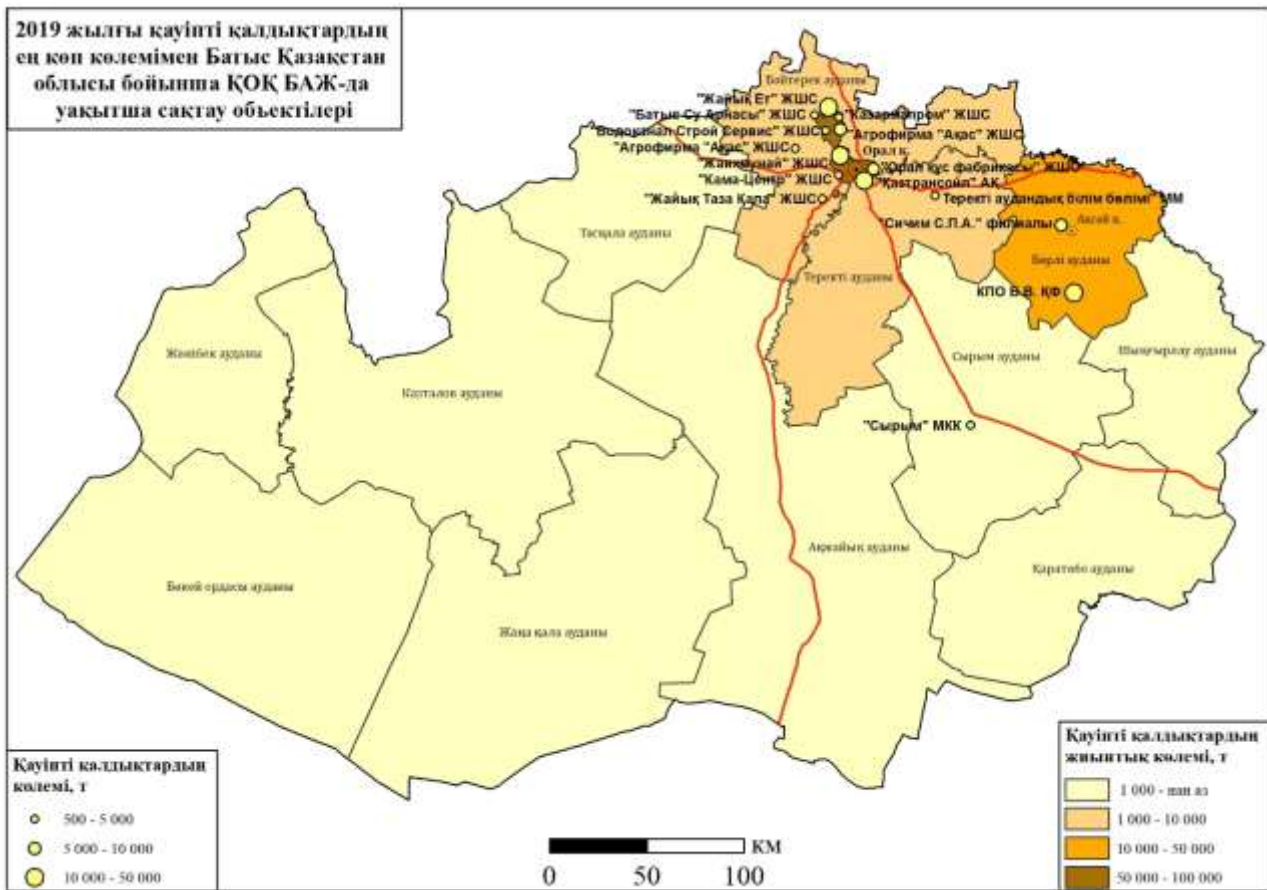 2019 жылғы қауіпті қалдықтардың
ең көп көлемімен Батыс Қазақстан
облысы бойынша ҚОҚ БАЖ-да
уақытша сақтау объектілері
Бәйтерек ауданы
"Жайық Ет" ЖШС
"Батыс Су Арнасы" ЖШС
"Казармапром" ЖШС
"Водоканал Строй Сервис" ЖШС
Агрофирма "Ақас" ЖШС
"Агрофирма "Ақас" ЖШС
Орал қ.
"Жаикмунай" ЖШС
"Орал құс фабрикасы" ЖШС
"Кама-Центр" ЖШС
"Қазтрансойл" АҚ
"Жайық Таза Қала" ЖШС
Теректі аудандық білім бөлімі" ММ
"Сичим С.П.А." филиалы
Ақсай қ.
Тасқала ауданы
Бөрлі ауданы
Теректі ауданы
КПО Б.В. ҚФ
Жәнібек ауданы
Сырым ауданы
Шыңғырлау ауданы
Казталов ауданы
"Сырым" МКК
Ақжайық ауданы
Қаратөбе ауданы
Бөкей ордасы ауданы
Жаңа қала ауданы
Қауіпті қалдықтардың
көлемі, т
500 - 5 000
5 000 - 10 000
10 000 - 50 000
КМ
0 50 100
Қауіпті қалдықтардың
жиынтық көлемі, т
1 000 - нан аз
1 000 - 10 000
10 000 - 50 000
50 000 - 100 000